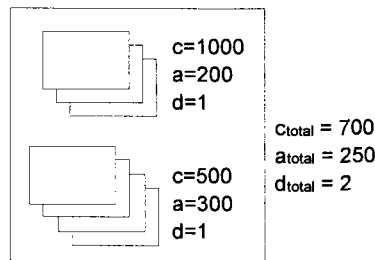 c=1000
a=200
d=1
c=500
a=300
d=1
Ctotal = 700
atotal = 250
dtotal = 2